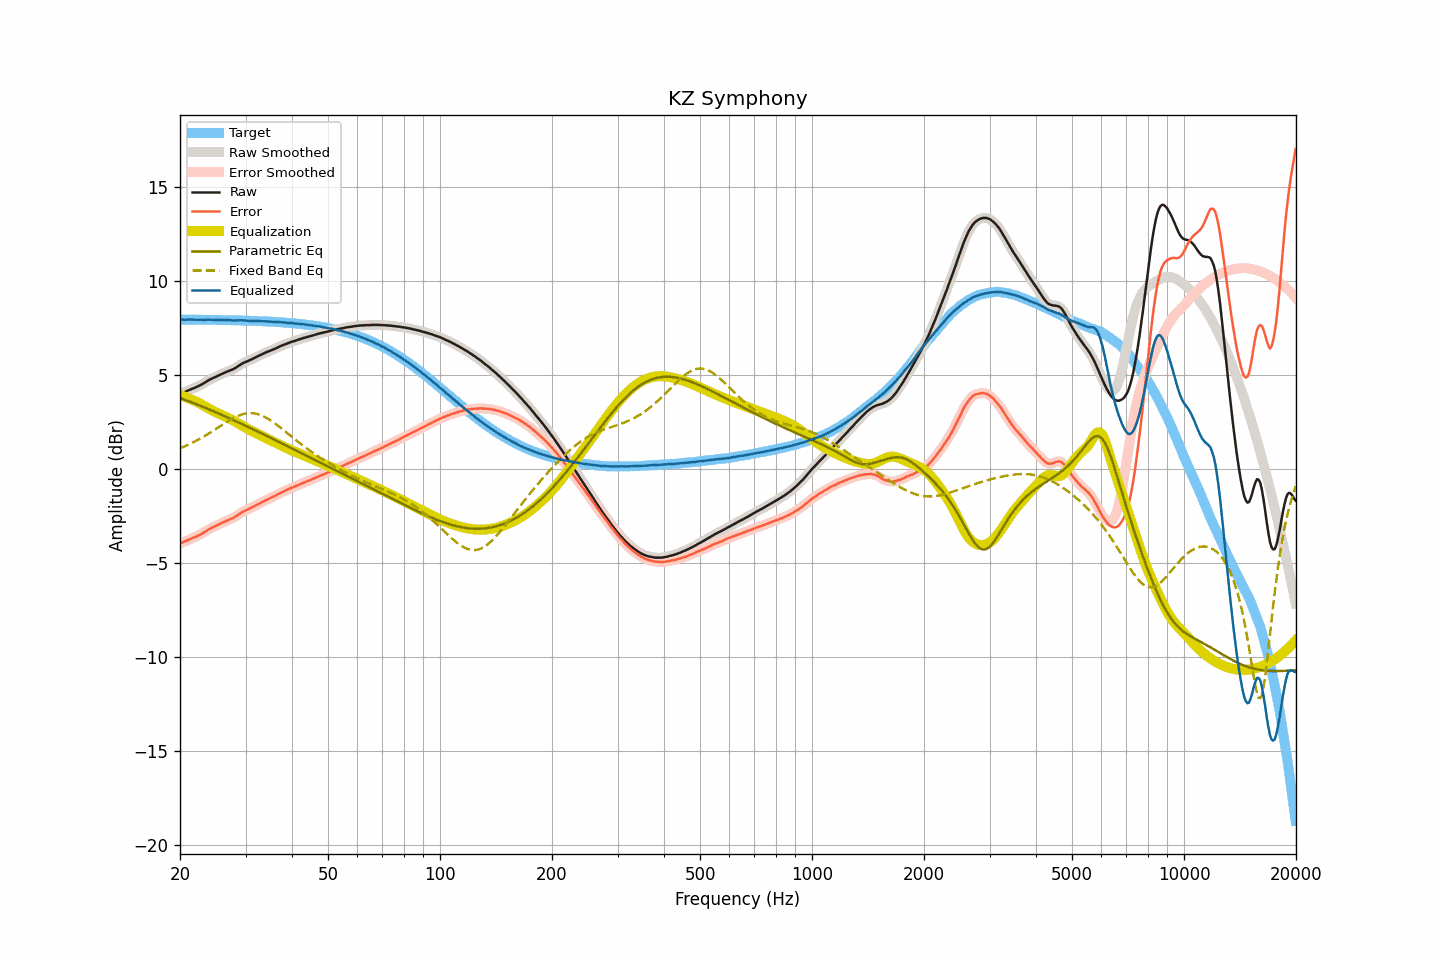 KZ Symphony
Target
Raw Smoothed
Error Smoothed
Raw
Error
Equalization
Parametric Eq
Fixed Band Eq
Equalized
15
10
5
0
−5
−10
−15
−20
Amplitude (dBr)
20 50 100 200 500 1000 2000 5000 10000 20000
Frequency (Hz)